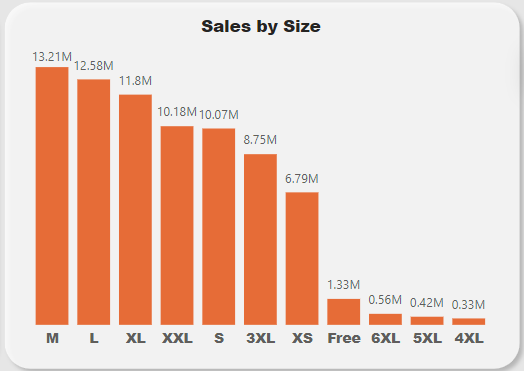 Sales by Size
13.21M 12.58M 11.8M 10.18M 10.07M 8.75M 6.79M 1.33M 0.56M 0.42M 0.33M
M L XL XXL S 3XL XS Free 6XL 5XL 4XL